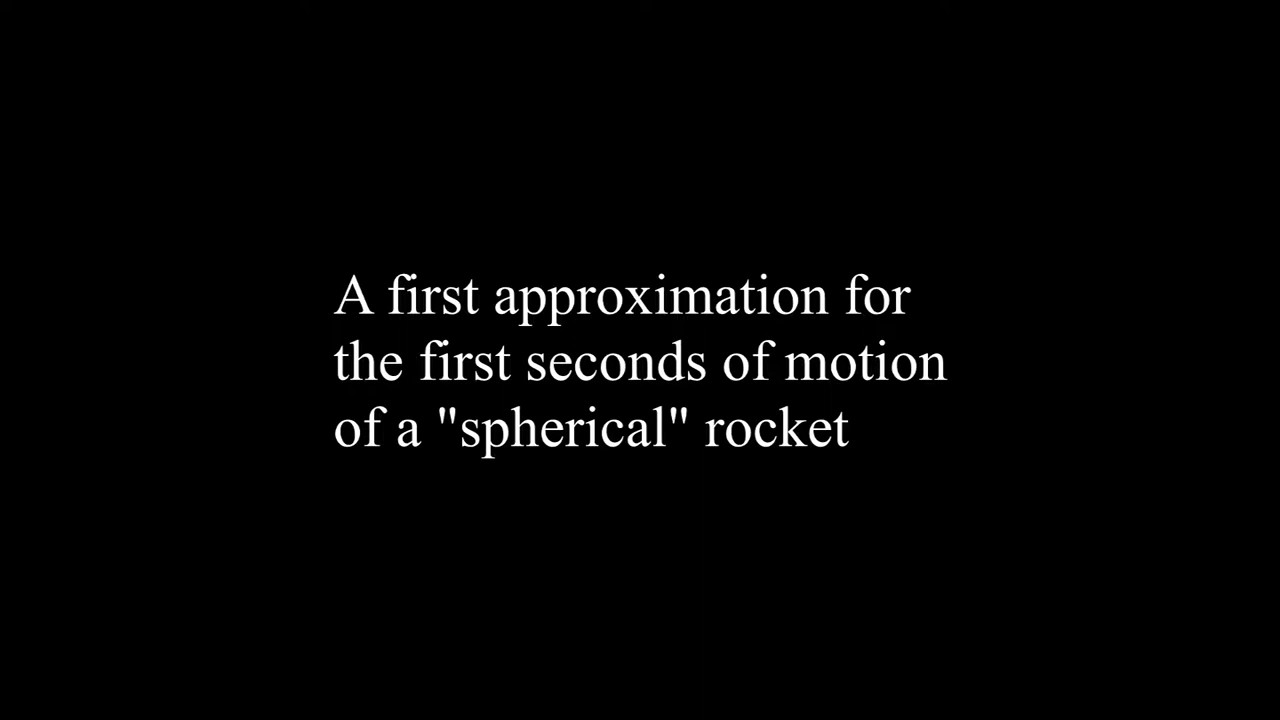 A first approximation for
the first seconds of motion
of a "spherical" rocket